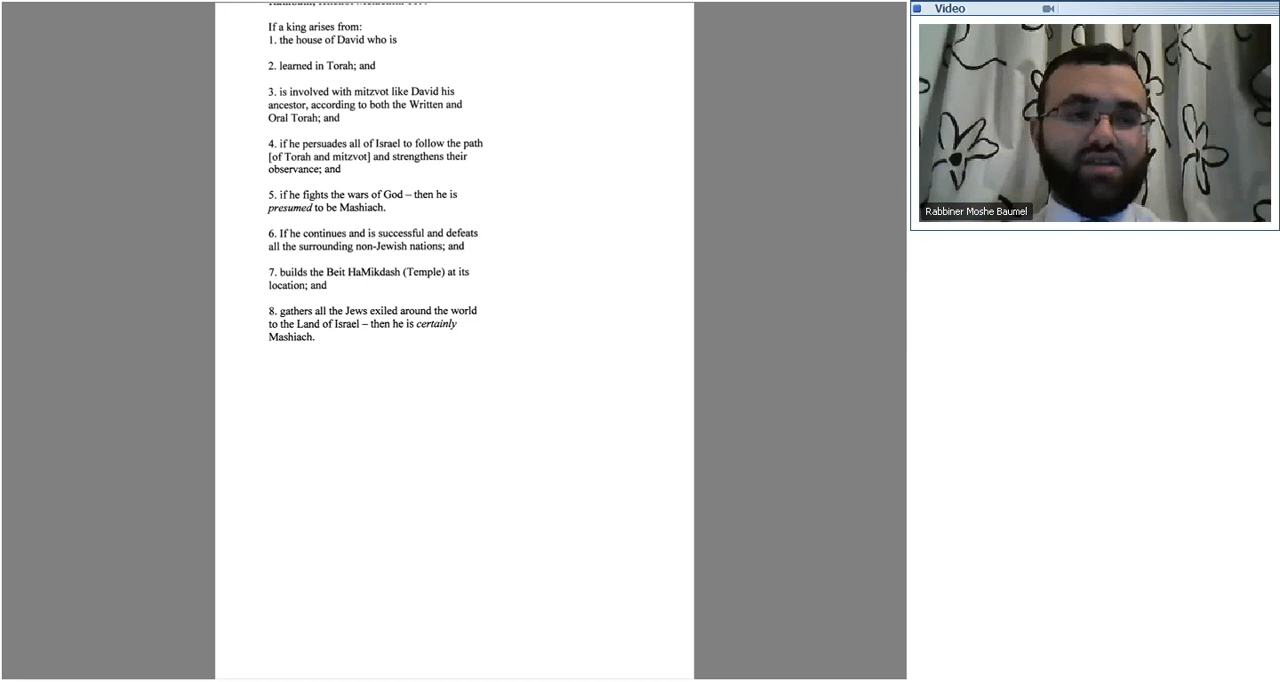 If a king arises from:
1. the house of David who is
2. learned in Torah; and
3. is involved with mitzvot like David his
ancestor, according to both the Written and
Oral Torah; and
4. if he persuades all of Israel to follow the path
[of Torah and mitzvot] and strengthens their
observance; and
5. if he fights the wars of God – then he is
presumed to be Mashiach.
6. If he continues and is successful and defeats
all the surrounding non-Jewish nations; and
7. builds the Beit HaMikdash (Temple) at its
location; and
8. gathers all the Jews exiled around the world
to the Land of Israel – then he is certainly
Mashiach.
Video
Rabbiner Moshe Baumel